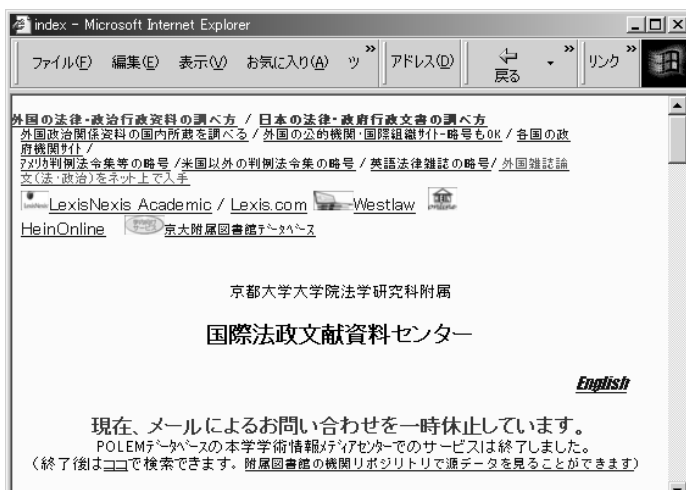 index - Microsoft Internet Explorer
ファイル(F) 編集(E) 表示(V) お気に入り(A) ツ » アドレス(D) 戻る » リンク »
外国の法律・政治行政資料の調べ方 / 日本の法律・政府行政文書の調べ方
外国政治関係資料の国内所蔵を調べる / 外国の公的機関・国際組織サイト-略号もOK / 各国の政
府機関サイト /
アメリカ判例法令集等の略号 /米国以外の判例法令集の略号 / 英語法律雑誌の略号/ 外国雑誌論
文(法・政治)をネット上で入手
LexisNexis Academic / Lexis.com Westlaw
HeinOnline 京大附属図書館データベース
京都大学大学院法学研究科附属
国際法政文献資料センター
English
現在、メールによるお問い合わせを一時休止しています。
POLEMデータベースの本学学術情報メディアセンターでのサービスは終了しました。
(終了後はココで検索できます。附属図書館の機関リポジトリで源データを見ることができます)